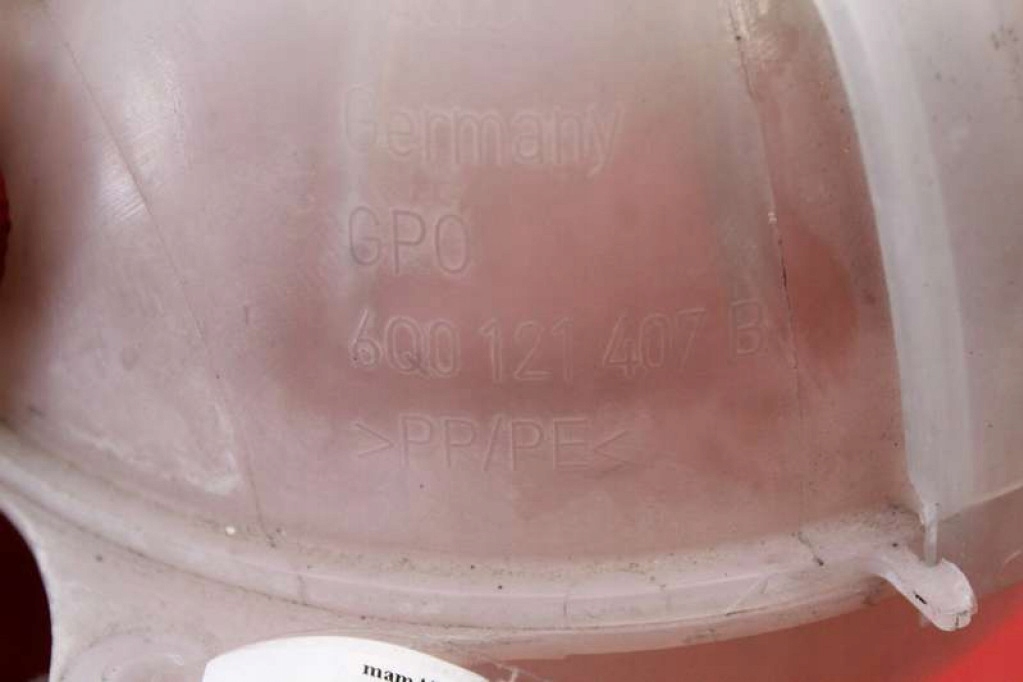 Germany
GPO
6Q0 121 407 B
>PP/PE<